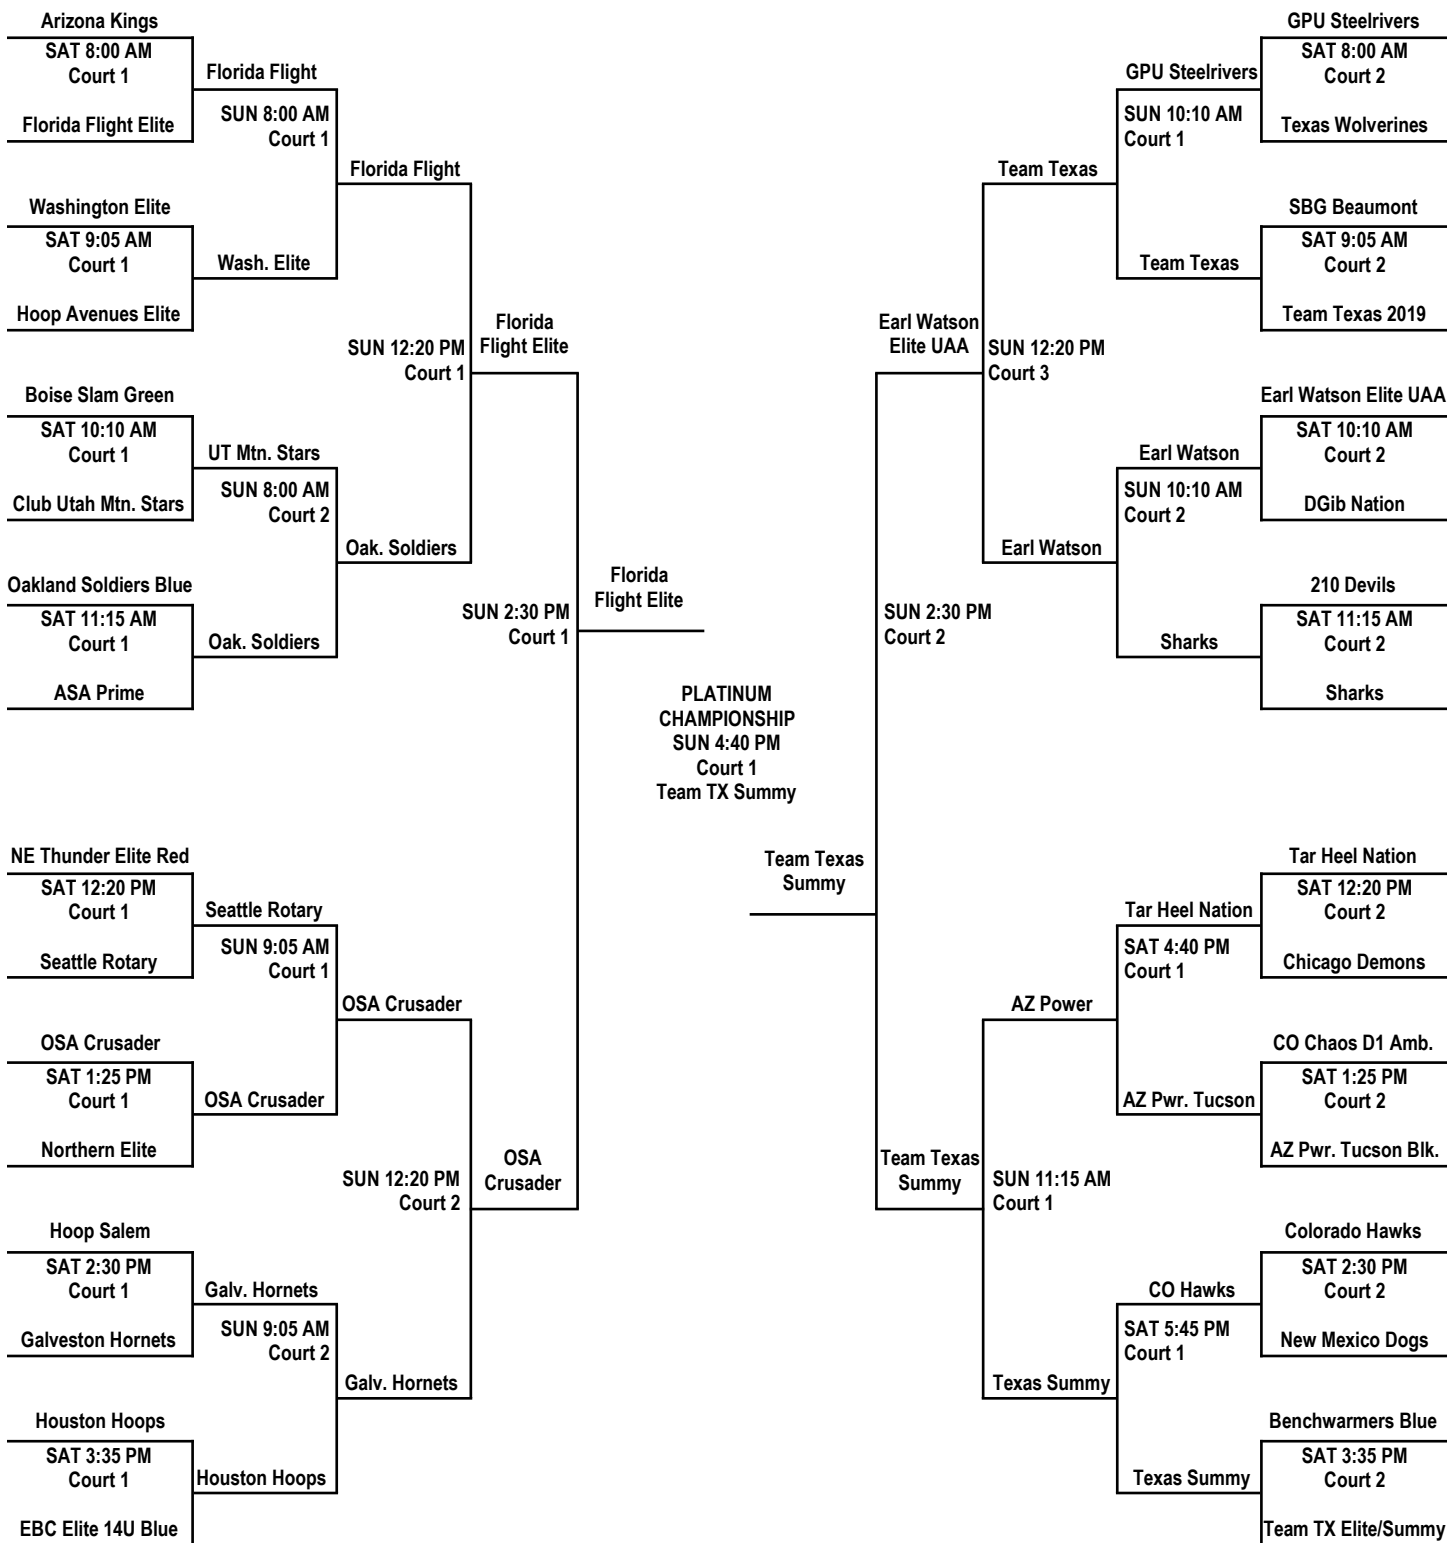 Arizona Kings
SAT 8:00 AM
Court 1
Florida Flight Elite
Washington Elite
SAT 9:05 AM
Court 1
Hoop Avenues Elite
Boise Slam Green
SAT 10:10 AM
Court 1
Club Utah Mtn. Stars
Oakland Soldiers Blue
SAT 11:15 AM
Court 1
ASA Prime
NE Thunder Elite Red
SAT 12:20 PM
Court 1
Seattle Rotary
OSA Crusader
SAT 1:25 PM
Court 1
Northern Elite
Hoop Salem
SAT 2:30 PM
Court 1
Galveston Hornets
Houston Hoops
SAT 3:35 PM
Court 1
EBC Elite 14U Blue
Florida Flight
SUN 8:00 AM
Court 1
Wash. Elite
UT Mtn. Stars
SUN 8:00 AM
Court 2
Oak. Soldiers
Seattle Rotary
SUN 9:05 AM
Court 1
OSA Crusader
Galv. Hornets
SUN 9:05 AM
Court 2
Houston Hoops
Florida Flight
SUN 12:20 PM
Court 1
Oak. Soldiers
OSA Crusader
SUN 12:20 PM
Court 2
Galv. Hornets
Florida
Flight Elite
SUN 2:30 PM
Court 1
OSA
Crusader
Florida
Flight Elite
PLATINUM
CHAMPIONSHIP
SUN 4:40 PM
Court 1
Team TX Summy
Team Texas
Summy
Earl Watson
Elite UAA
SUN 2:30 PM
Court 2
Team Texas
Summy
Team Texas
SUN 12:20 PM
Court 3
Earl Watson
AZ Power
SUN 11:15 AM
Court 1
Texas Summy
GPU Steelrivers
SUN 10:10 AM
Court 1
Team Texas
Earl Watson
SUN 10:10 AM
Court 2
Sharks
Tar Heel Nation
SAT 4:40 PM
Court 1
AZ Pwr. Tucson
CO Hawks
SAT 5:45 PM
Court 1
Texas Summy
GPU Steelrivers
SAT 8:00 AM
Court 2
Texas Wolverines
SBG Beaumont
SAT 9:05 AM
Court 2
Team Texas 2019
Earl Watson Elite UAA
SAT 10:10 AM
Court 2
DGib Nation
210 Devils
SAT 11:15 AM
Court 2
Sharks
Tar Heel Nation
SAT 12:20 PM
Court 2
Chicago Demons
CO Chaos D1 Amb.
SAT 1:25 PM
Court 2
AZ Pwr. Tucson Blk.
Colorado Hawks
SAT 2:30 PM
Court 2
New Mexico Dogs
Benchwarmers Blue
SAT 3:35 PM
Court 2
Team TX Elite/Summy